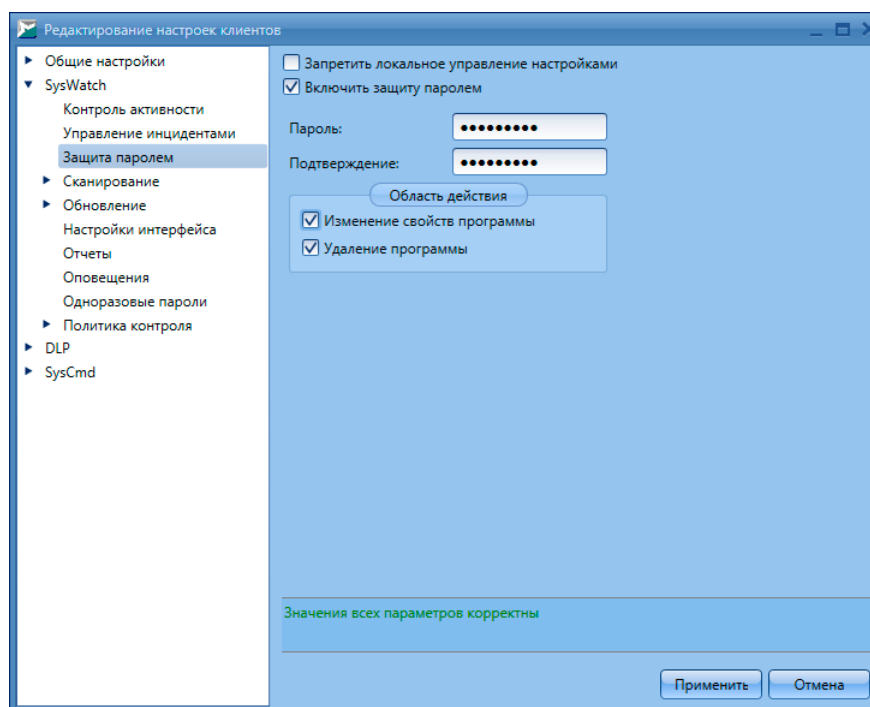 Редактирование настроек клиентов
Общие настройки
SysWatch
Контроль активности
Управление инцидентами
Защита паролем
Сканирование
Обновление
Настройки интерфейса
Отчеты
Оповещения
Одноразовые пароли
Политика контроля
DLP
SysCmd
Запретить локальное управление настройками
Включить защиту паролем
Пароль: •••••••••
Подтверждение: •••••••••
Область действия
Изменение свойств программы
Удаление программы
Значения всех параметров корректны
Применить Отмена